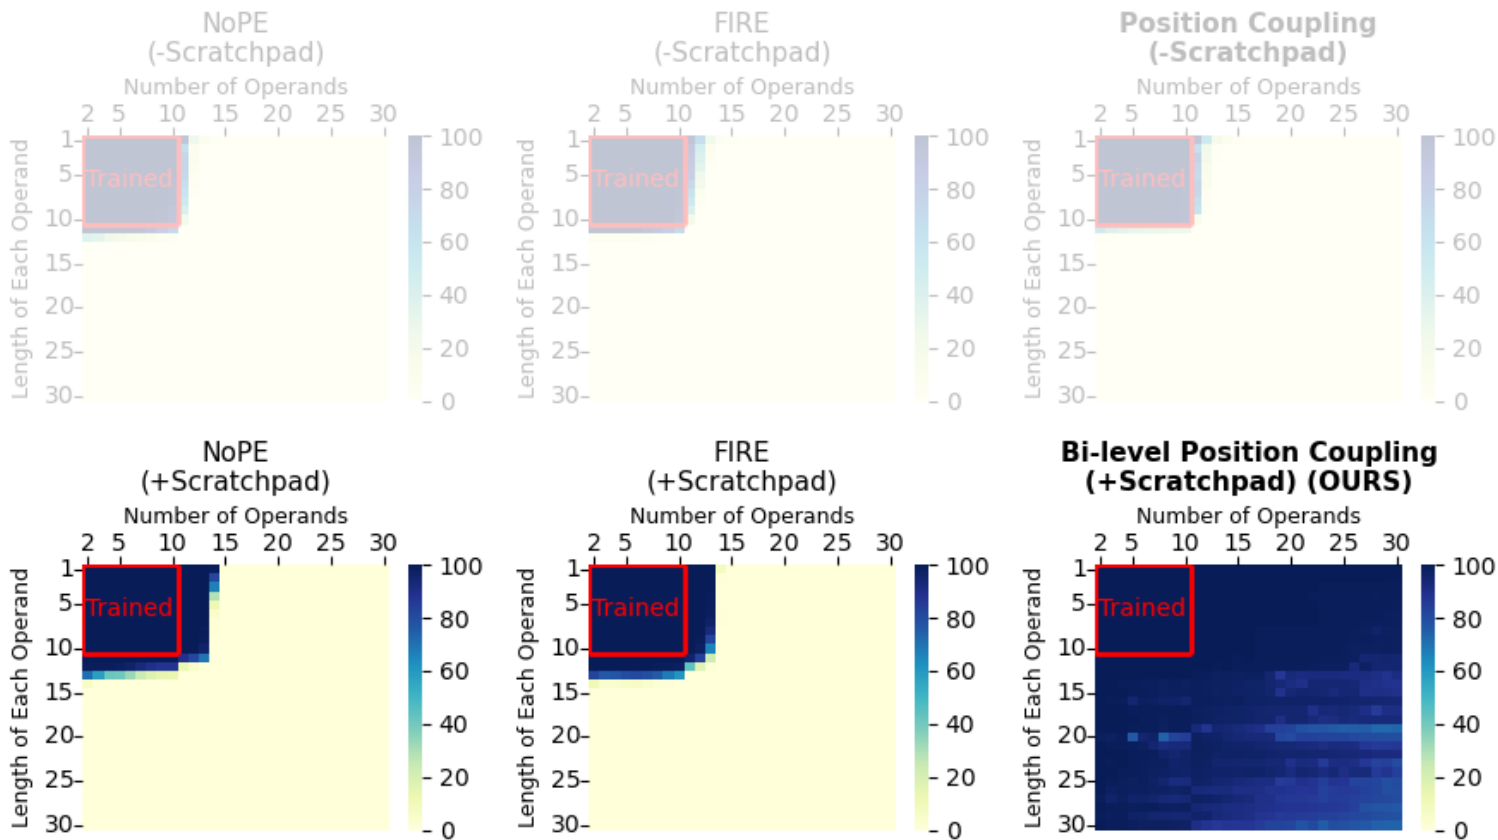 NoPE
(-Scratchpad)
Number of Operands
2 5 10 15 20 25 30
Length of Each Operand
1
5
10
15
20
25
30
Trained
100
80
60
40
20
0
FIRE
(-Scratchpad)
Number of Operands
2 5 10 15 20 25 30
Length of Each Operand
1
5
10
15
20
25
30
Trained
100
80
60
40
20
0
Position Coupling
(-Scratchpad)
Number of Operands
2 5 10 15 20 25 30
Length of Each Operand
1
5
10
15
20
25
30
Trained
100
80
60
40
20
0
NoPE
(+Scratchpad)
Number of Operands
2 5 10 15 20 25 30
Length of Each Operand
1
5
10
15
20
25
30
Trained
100
80
60
40
20
0
FIRE
(+Scratchpad)
Number of Operands
2 5 10 15 20 25 30
Length of Each Operand
1
5
10
15
20
25
30
Trained
100
80
60
40
20
0
Bi-level Position Coupling
(+Scratchpad) (OURS)
Number of Operands
2 5 10 15 20 25 30
Length of Each Operand
1
5
10
15
20
25
30
Trained
100
80
60
40
20
0